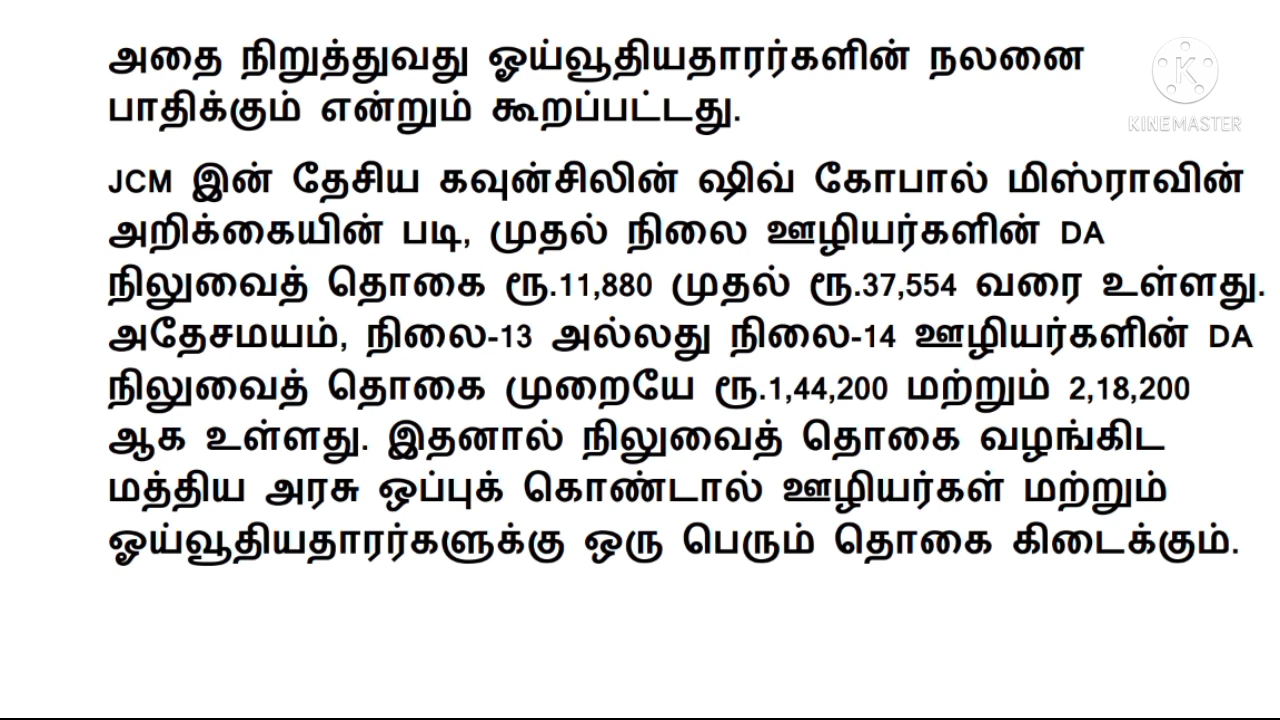 அதை நிறுத்துவது ஓய்வூதியதாரர்களின் நலனை
பாதிக்கும் என்றும் கூறப்பட்டது.
KINEMASTER
JCM இன் தேசிய கவுன்சிலின் ஷிவ் கோபால் மிஸ்ராவின்
அறிக்கையின் படி, முதல் நிலை ஊழியர்களின் DA
நிலுவைத் தொகை ரூ.11,880 முதல் ரூ.37,554 வரை உள்ளது.
அதேசமயம், நிலை-13 அல்லது நிலை-14 ஊழியர்களின் DA
நிலுவைத் தொகை முறையே ரூ.1,44,200 மற்றும் 2,18,200
ஆக உள்ளது. இதனால் நிலுவைத் தொகை வழங்கிட
மத்திய அரசு ஒப்புக் கொண்டால் ஊழியர்கள் மற்றும்
ஓய்வூதியதாரர்களுக்கு ஒரு பெரும் தொகை கிடைக்கும்.